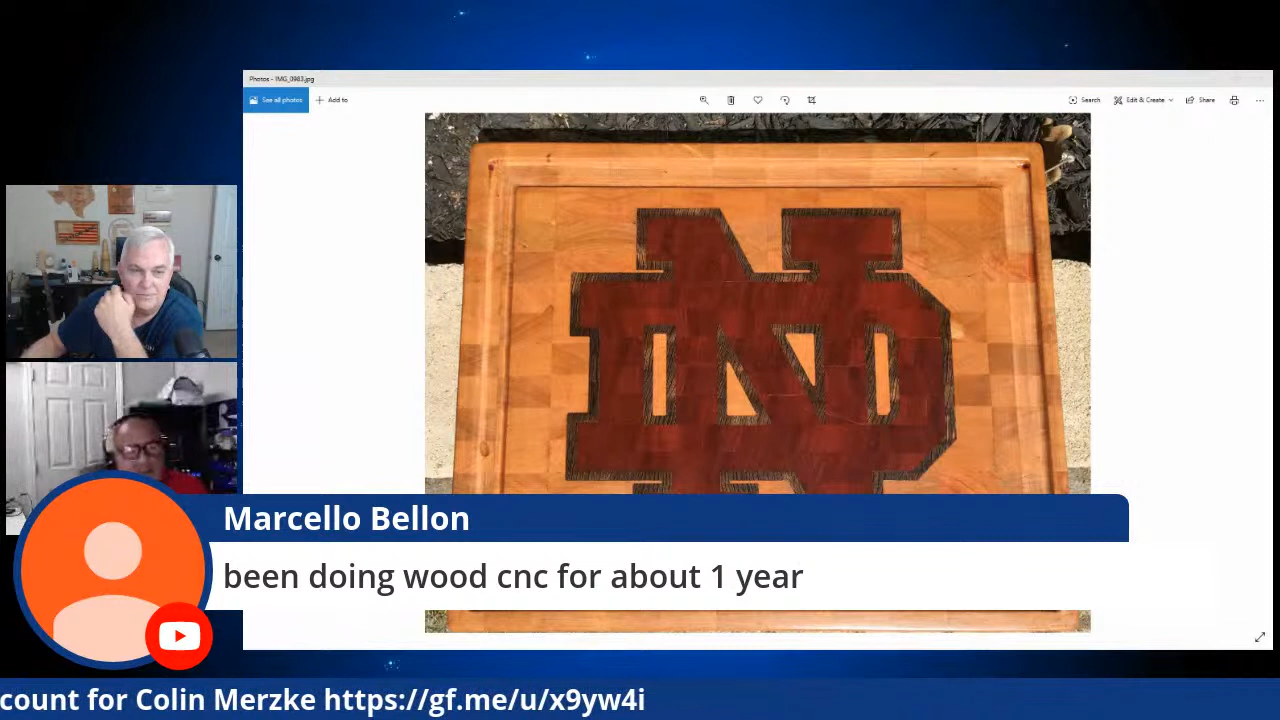 Photos - IMG_0983.jpg
See all photos
Add to
Search
Edit & Create
Share
ND
Marcello Bellon
been doing wood cnc for about 1 year
count for Colin Merzke https://gf.me/u/x9yw4i